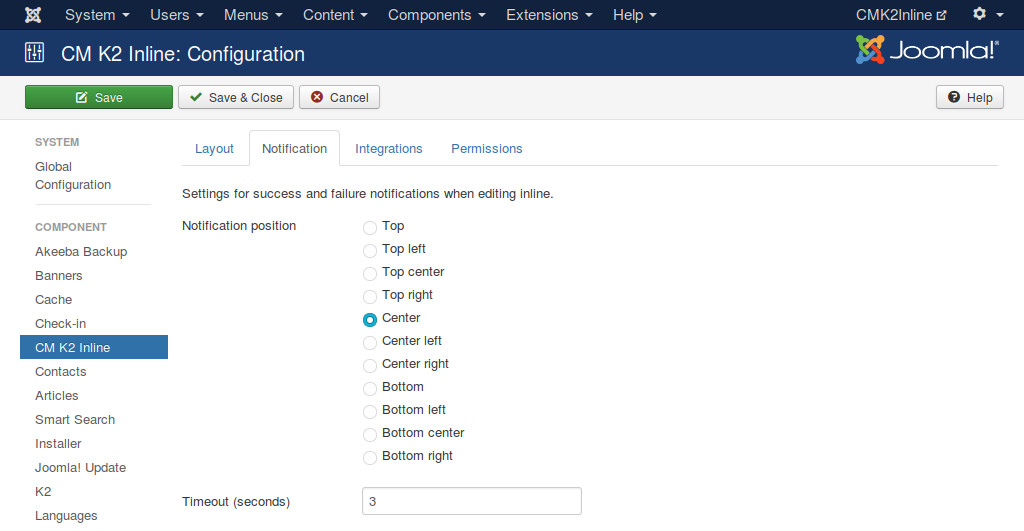 System Users Menus Content Components Extensions Help CMK2Inline
CM K2 Inline: Configuration Joomla!®
Save Save & Close Cancel Help
SYSTEM
Global
Configuration
COMPONENT
Akeeba Backup
Banners
Cache
Check-in
CM K2 Inline
Contacts
Articles
Smart Search
Installer
Joomla! Update
K2
Languages
Layout Notification Integrations Permissions
Settings for success and failure notifications when editing inline.
Notification position
Top
Top left
Top center
Top right
Center
Center left
Center right
Bottom
Bottom left
Bottom center
Bottom right
Timeout (seconds) 3